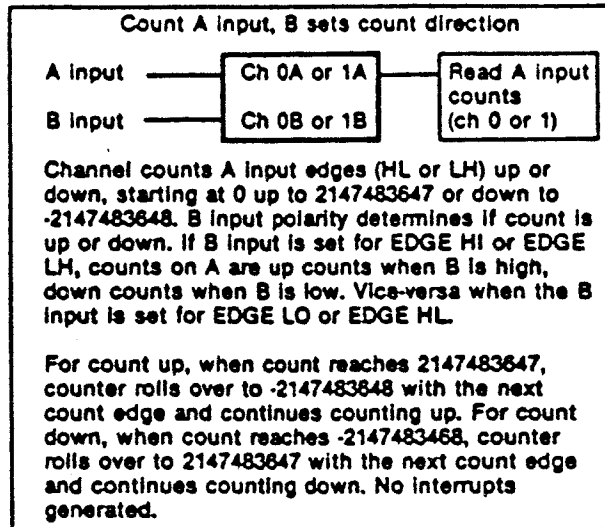 Count A input, B sets count direction
A input Ch 0A or 1A Read A input
counts
B input Ch 0B or 1B (ch 0 or 1)
Channel counts A input edges (HL or LH) up or
down, starting at 0 up to 2147483647 or down to
-2147483648. B input polarity determines if count is
up or down. If B input is set for EDGE HI or EDGE
LH, counts on A are up counts when B is high,
down counts when B is low. Vice-versa when the B
input is set for EDGE LO or EDGE HL.
For count up, when count reaches 2147483647,
counter rolls over to -2147483648 with the next
count edge and continues counting up. For count
down, when count reaches -2147483468, counter
rolls over to 2147483647 with the next count edge
and continues counting down. No interrupts
generated.